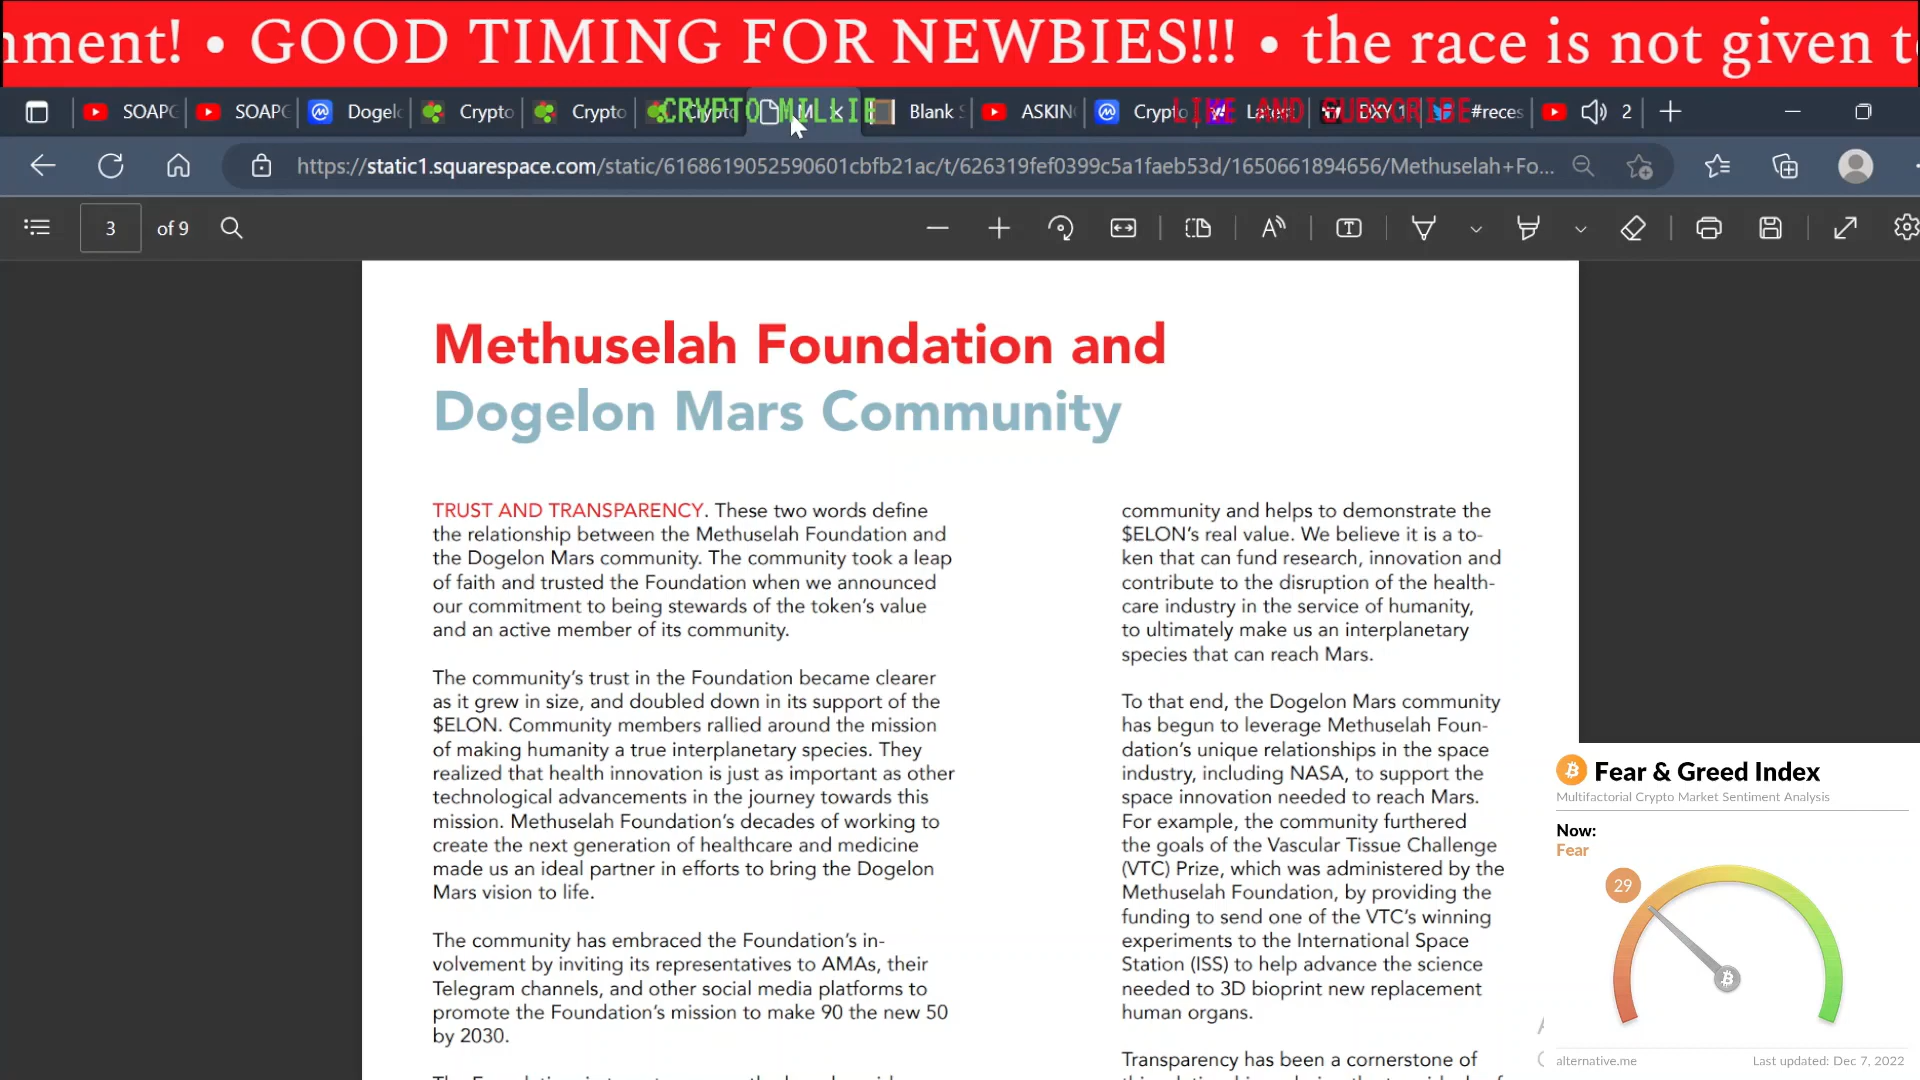 nment! • GOOD TIMING FOR NEWBIES!!! • the race is not given t
SOAP
SOAP
Dogel
Crypto
Crypto
CRYPTO MILLIE
Blank
ASKIN
Crypto
LIKE AND SUBSCRIBE
#reces
2
https://static1.squarespace.com/static/6168619052590601cbfb21ac/t/626319fef0399c5a1faeb53d/1650661894656/Methuselah+Fo...
3 of 9
Methuselah Foundation and
Dogelon Mars Community
TRUST AND TRANSPARENCY. These two words define
the relationship between the Methuselah Foundation and
the Dogelon Mars community. The community took a leap
of faith and trusted the Foundation when we announced
our commitment to being stewards of the token's value
and an active member of its community.
The community's trust in the Foundation became clearer
as it grew in size, and doubled down in its support of the
$ELON. Community members rallied around the mission
of making humanity a true interplanetary species. They
realized that health innovation is just as important as other
technological advancements in the journey towards this
mission. Methuselah Foundation's decades of working to
create the next generation of healthcare and medicine
made us an ideal partner in efforts to bring the Dogelon
Mars vision to life.
The community has embraced the Foundation's in-
volvement by inviting its representatives to AMAs, their
Telegram channels, and other social media platforms to
promote the Foundation's mission to make 90 the new 50
by 2030.
community and helps to demonstrate the
$ELON's real value. We believe it is a to-
ken that can fund research, innovation and
contribute to the disruption of the health-
care industry in the service of humanity,
to ultimately make us an interplanetary
species that can reach Mars.
To that end, the Dogelon Mars community
has begun to leverage Methuselah Foun-
dation's unique relationships in the space
industry, including NASA, to support the
space innovation needed to reach Mars.
For example, the community furthered
the goals of the Vascular Tissue Challenge
(VTC) Prize, which was administered by the
Methuselah Foundation, by providing the
funding to send one of the VTC's winning
experiments to the International Space
Station (ISS) to help advance the science
needed to 3D bioprint new replacement
human organs.
Transparency has been a cornerstone of
Fear & Greed Index
Multifactorial Crypto Market Sentiment Analysis
Now:
Fear
29
alternative.me
Last updated: Dec 7, 2022